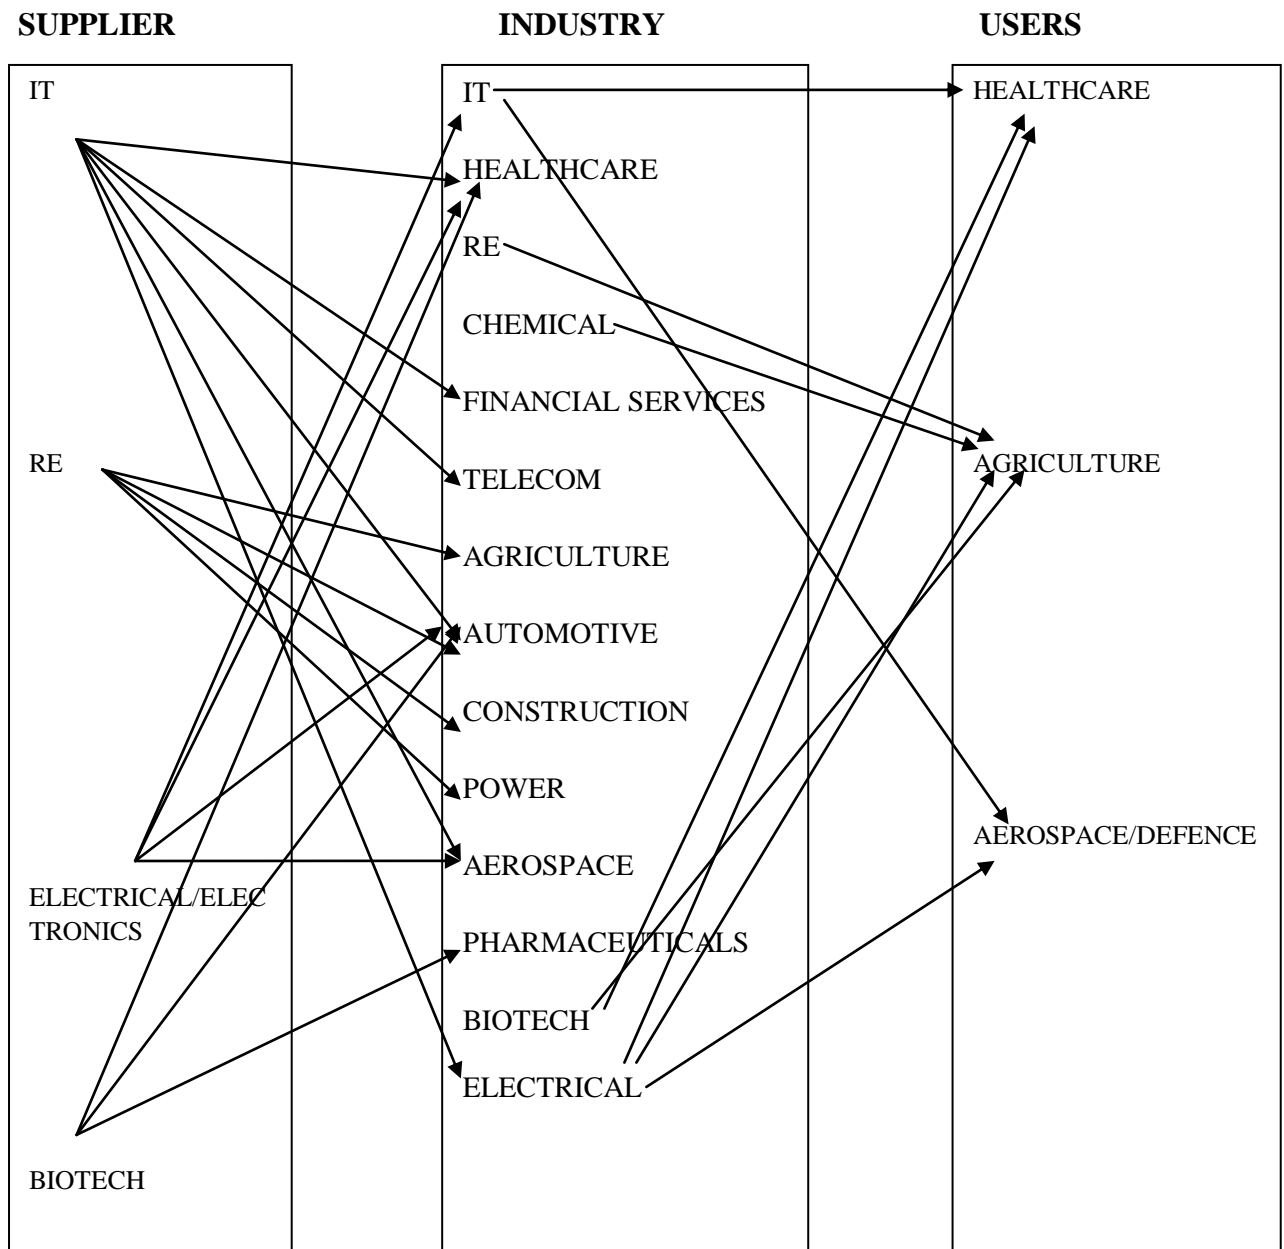 SUPPLIER
INDUSTRY
USERS
IT
RE
ELECTRICAL/ELEC
TRONICS
BIOTECH
IT
HEALTHCARE
RE
CHEMICAL
FINANCIAL SERVICES
TELECOM
AGRICULTURE
AUTOMOTIVE
CONSTRUCTION
POWER
AEROSPACE
PHARMACEUTICALS
BIOTECH
ELECTRICAL
HEALTHCARE
AGRICULTURE
AEROSPACE/DEFENCE